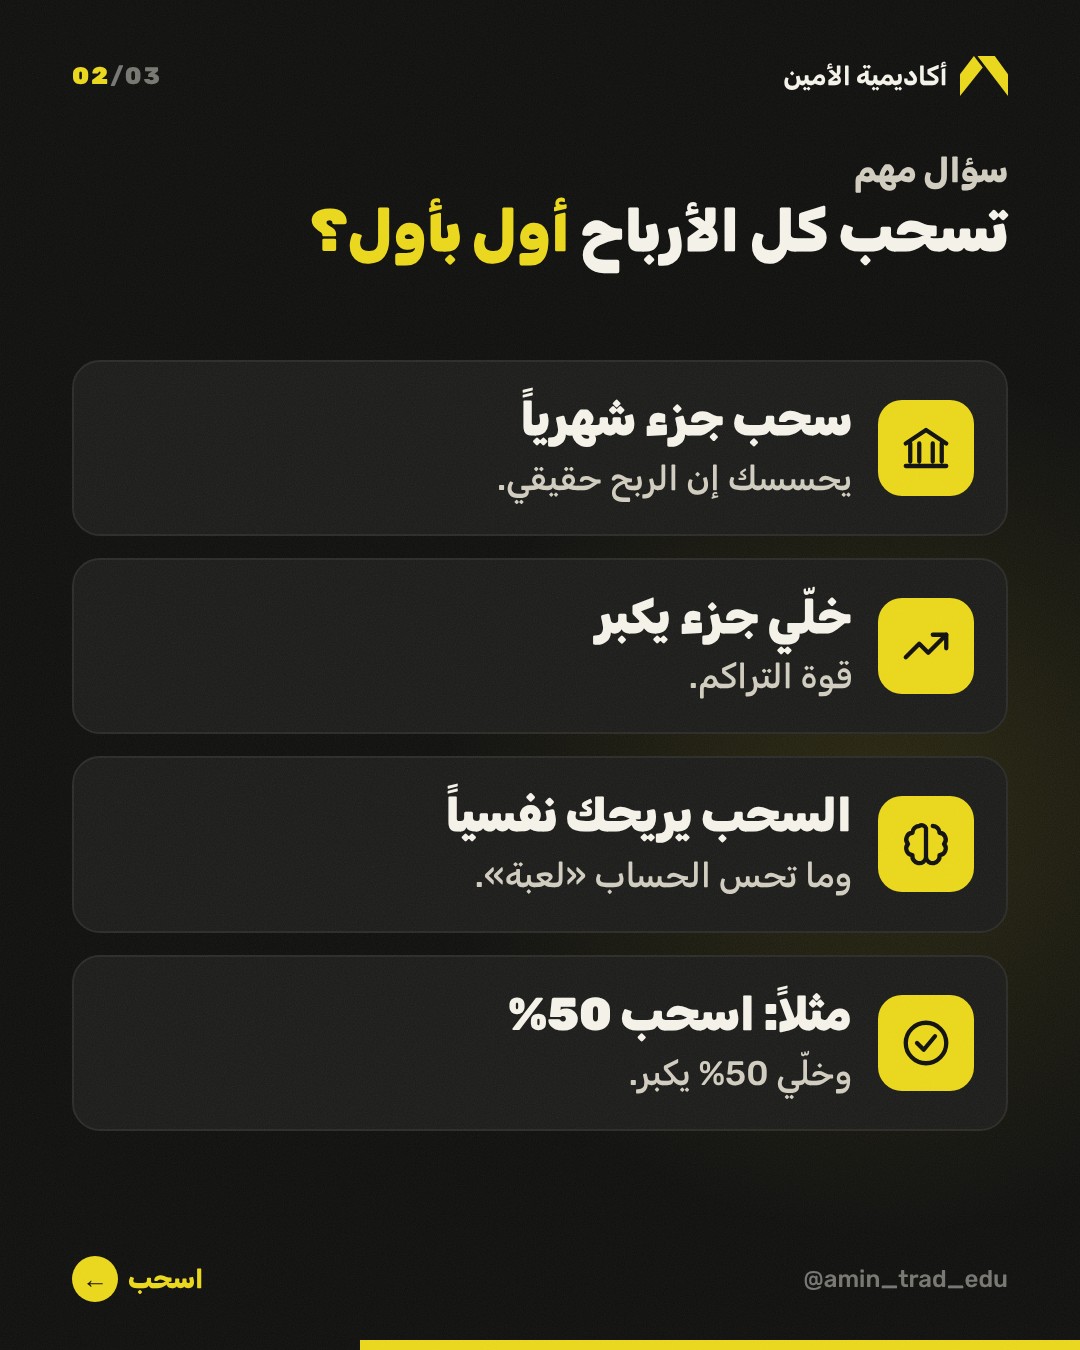 أكاديمية الأمين
02/03
سؤال مهم
تسحب كل الأرباح أول بأول؟
سحب جزء شهرياً
يحسسك إن الربح حقيقي.
خلّي جزء يكبر
قوة التراكم.
السحب يريحك نفسياً
وما تحس الحساب «لعبة».
مثلاً: اسحب 50%
وخلّي 50% يكبر.
@amin_trad_edu
اسحب ←